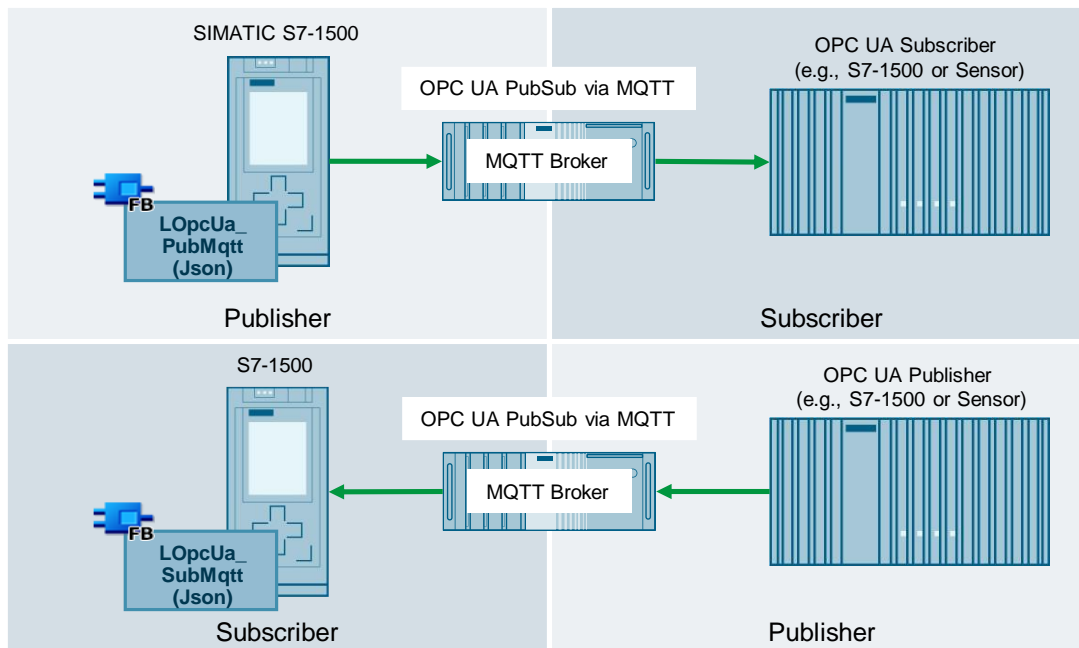 SIMATIC S7-1500
OPC UA Subscriber
(e.g., S7-1500 or Sensor)
OPC UA PubSub via MQTT
MQTT Broker
FB
LOpcUa_
PubMqtt
(Json)
Publisher
Subscriber
S7-1500
OPC UA Publisher
(e.g., S7-1500 or Sensor)
OPC UA PubSub via MQTT
MQTT Broker
FB
LOpcUa_
SubMqtt
(Json)
Subscriber
Publisher